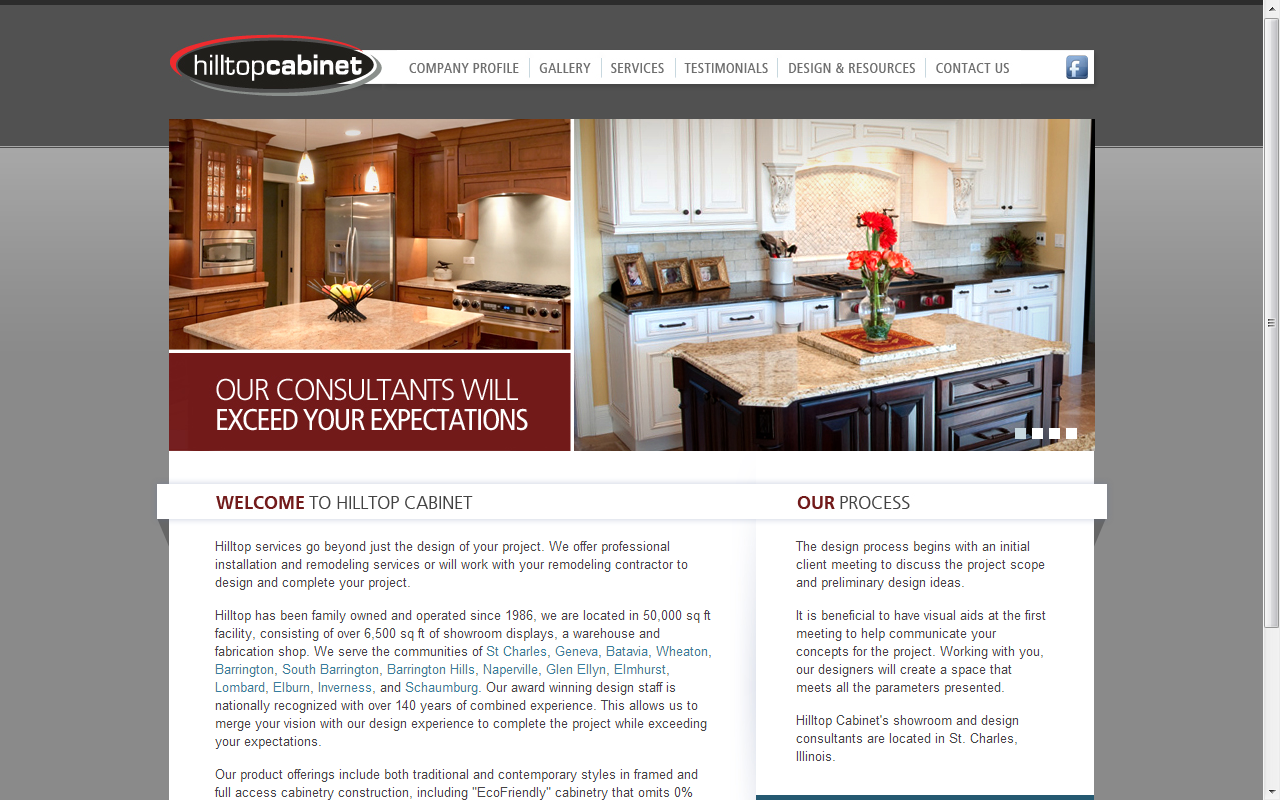 hilltopcabinet
COMPANY PROFILE
GALLERY
SERVICES
TESTIMONIALS
DESIGN & RESOURCES
CONTACT US
f
OUR CONSULTANTS WILL
EXCEED YOUR EXPECTATIONS
WELCOME TO HILLTOP CABINET
Hilltop services go beyond just the design of your project. We offer professional
installation and remodeling services or will work with your remodeling contractor to
design and complete your project.
Hilltop has been family owned and operated since 1986, we are located in 50,000 sq ft
facility, consisting of over 6,500 sq ft of showroom displays, a warehouse and
fabrication shop. We serve the communities of St Charles, Geneva, Batavia, Wheaton,
Barrington, South Barrington, Barrington Hills, Naperville, Glen Ellyn, Elmhurst,
Lombard, Elburn, Inverness, and Schaumburg. Our award winning design staff is
nationally recognized with over 140 years of combined experience. This allows us to
merge your vision with our design experience to complete the project while exceeding
your expectations.
Our product offerings include both traditional and contemporary styles in framed and
full access cabinetry construction, including "EcoFriendly" cabinetry that omits 0%
OUR PROCESS
The design process begins with an initial
client meeting to discuss the project scope
and preliminary design ideas.
It is beneficial to have visual aids at the first
meeting to help communicate your
concepts for the project. Working with you,
our designers will create a space that
meets all the parameters presented.
Hilltop Cabinet's showroom and design
consultants are located in St. Charles,
Illinois.